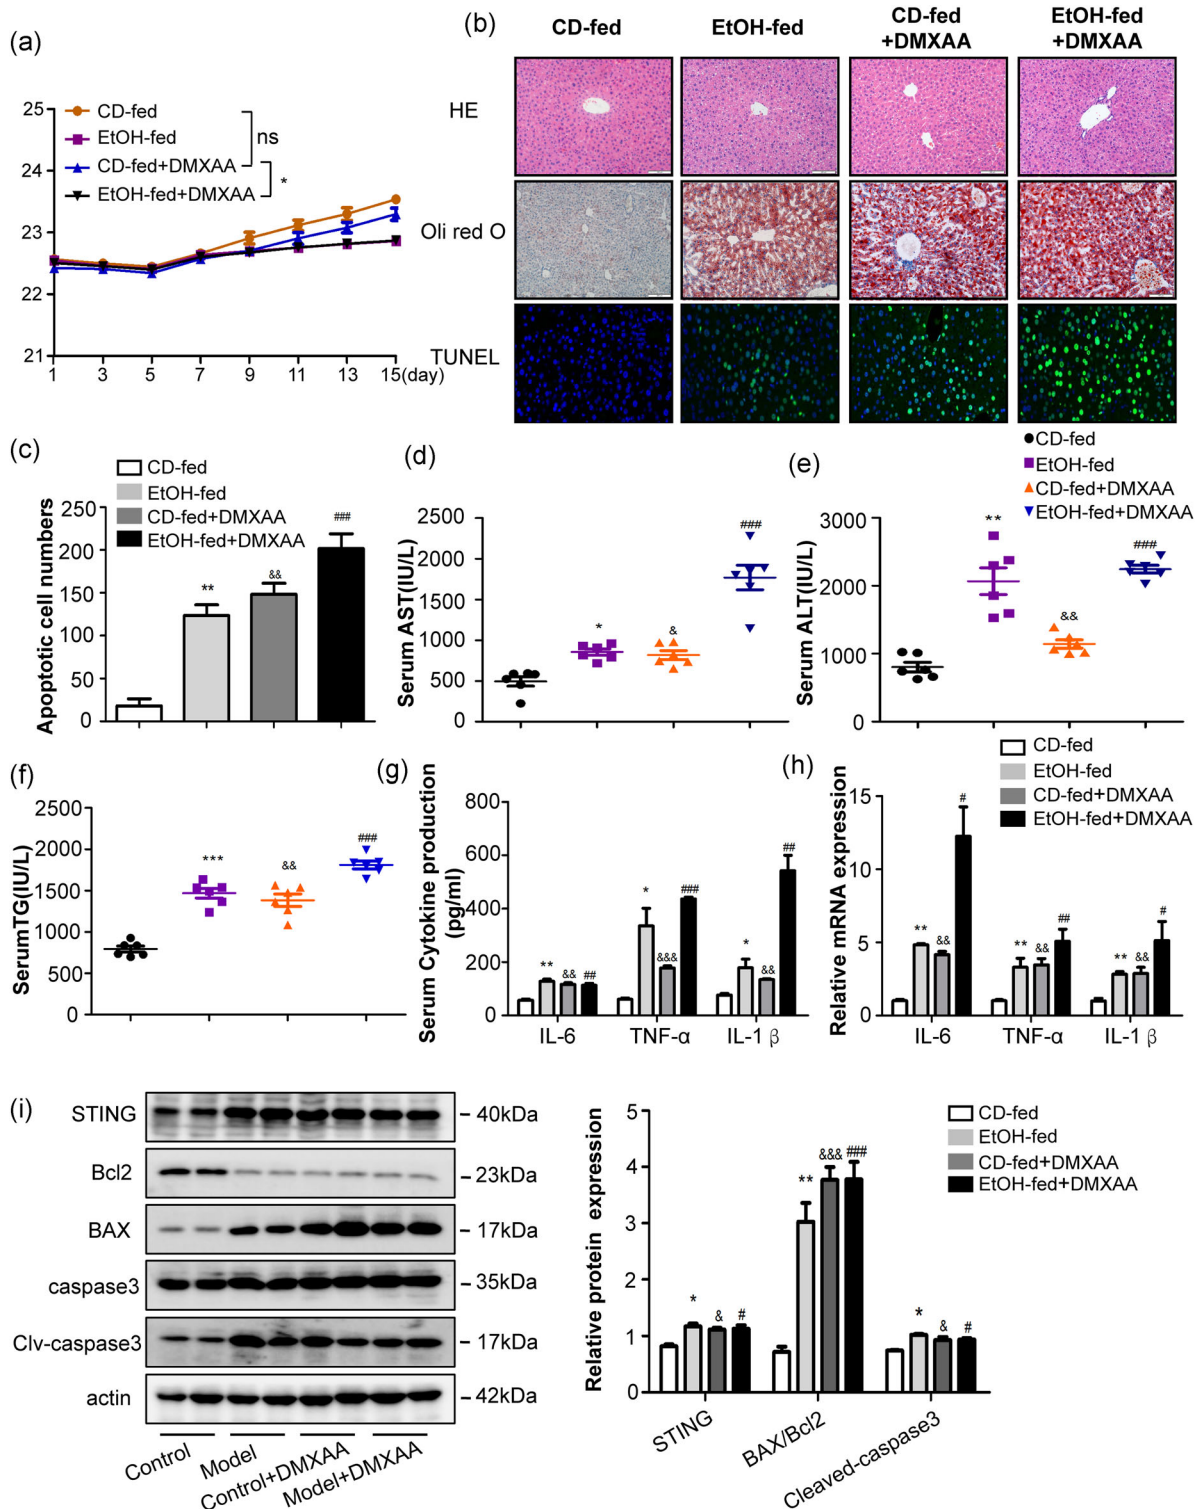 (a)
25
24
23
22
21
CD-fed
EtOH-fed
CD-fed+DMXAA
EtOH-fed+DMXAA
ns
*
1 3 5 7 9 11 13 15(day)
(b)
CD-fed
EtOH-fed
CD-fed
+DMXAA
EtOH-fed
+DMXAA
HE
Oli red O
TUNEL
(c)
CD-fed
EtOH-fed
CD-fed+DMXAA
EtOH-fed+DMXAA
Apoptotic cell numbers
250
200
150
100
50
0
**
&&
###
(d)
Serum AST(IU/L)
2500
2000
1500
1000
500
0
*
&
###
(e)
CD-fed
EtOH-fed
CD-fed+DMXAA
EtOH-fed+DMXAA
Serum ALT(IU/L)
3000
2000
1000
0
**
&&
###
(f)
SerumTG(IU/L)
2500
2000
1500
1000
500
0
***
&&
###
(g)
Serum Cytokine production
(pg/ml)
800
600
400
200
0
** && ##
* &&& ###
* && ##
IL-6 TNF-α IL-1 β
(h)
CD-fed
EtOH-fed
CD-fed+DMXAA
EtOH-fed+DMXAA
Relative mRNA expression
15
10
5
0
** && #
** && ##
** && #
IL-6 TNF-α IL-1 β
(i)
STING
Bcl2
BAX
caspase3
Clv-caspase3
actin
40kDa
23kDa
17kDa
35kDa
17kDa
42kDa
Control
Model
Control+DMXAA
Model+DMXAA
Relative protein expression
5
4
3
2
1
0
CD-fed
EtOH-fed
CD-fed+DMXAA
EtOH-fed+DMXAA
* & #
** &&& ###
* & #
STING
BAX/Bcl2
Cleaved-caspase3